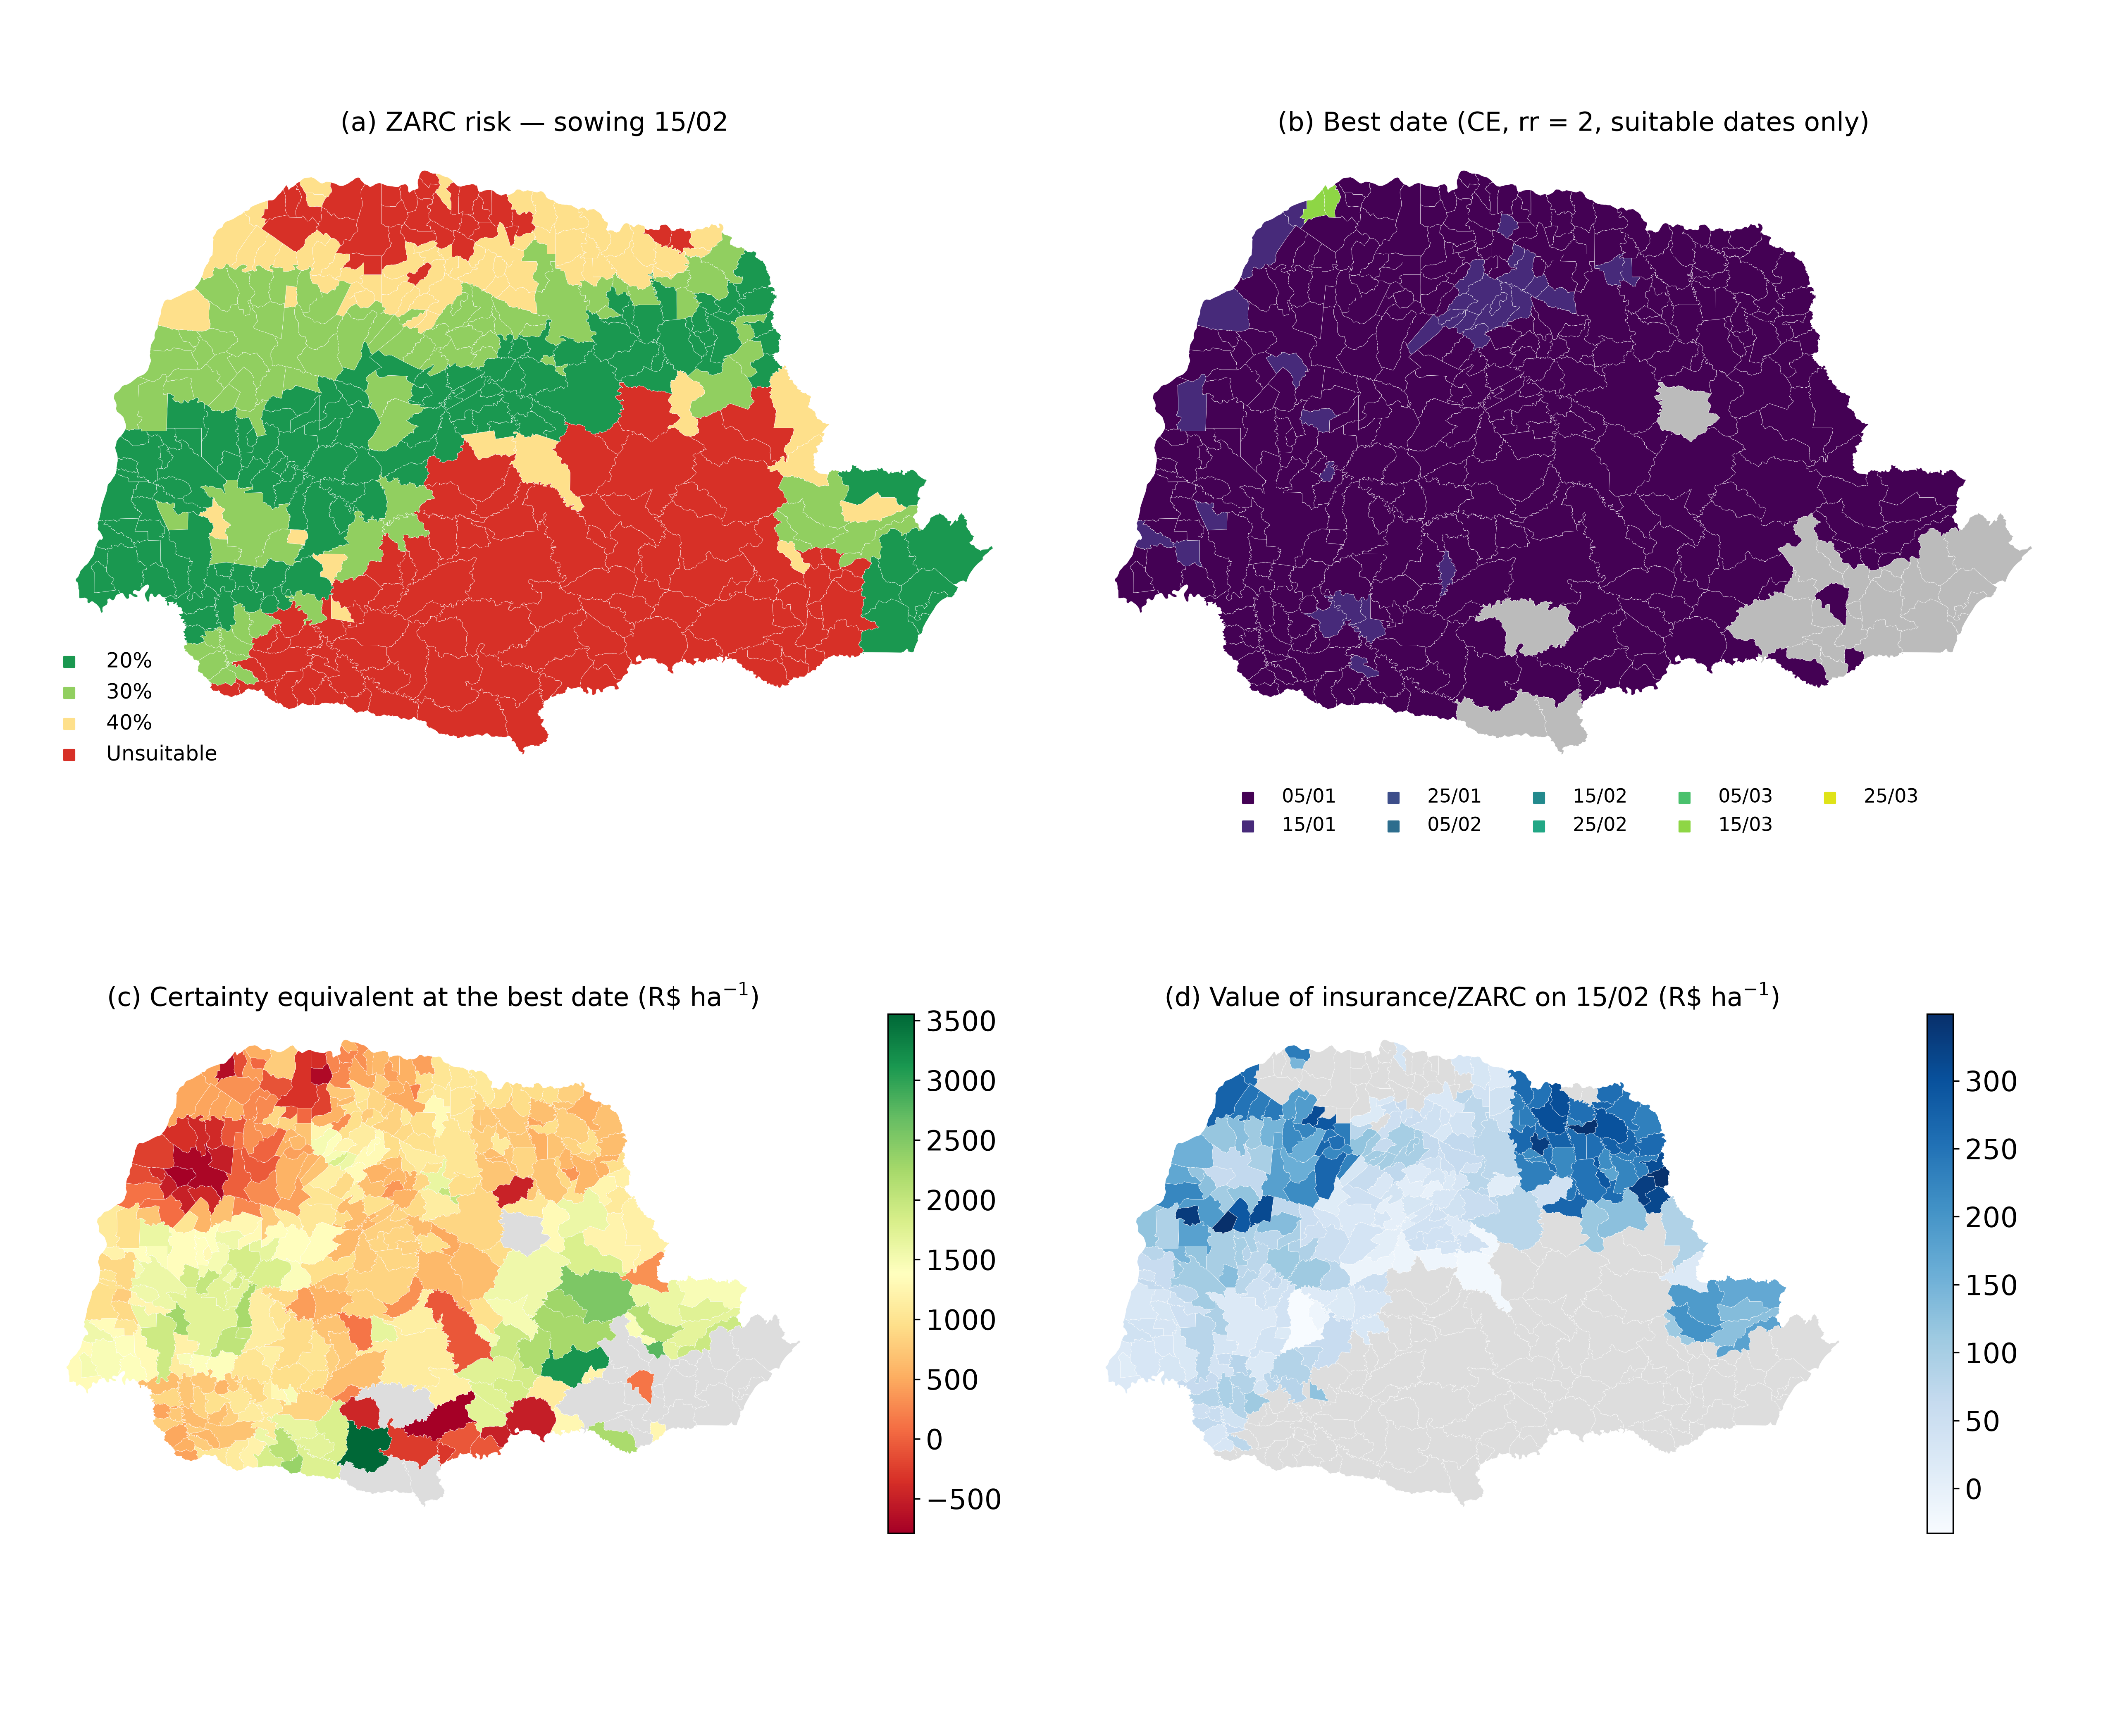 (a) ZARC risk — sowing 15/02
20%
30%
40%
Unsuitable
(b) Best date (CE, rr = 2, suitable dates only)
05/01 25/01 15/02 05/03 25/03
15/01 05/02 25/02 15/03
(c) Certainty equivalent at the best date (R$ ha⁻¹)
3500
3000
2500
2000
1500
1000
500
0
−500
(d) Value of insurance/ZARC on 15/02 (R$ ha⁻¹)
300
250
200
150
100
50
0